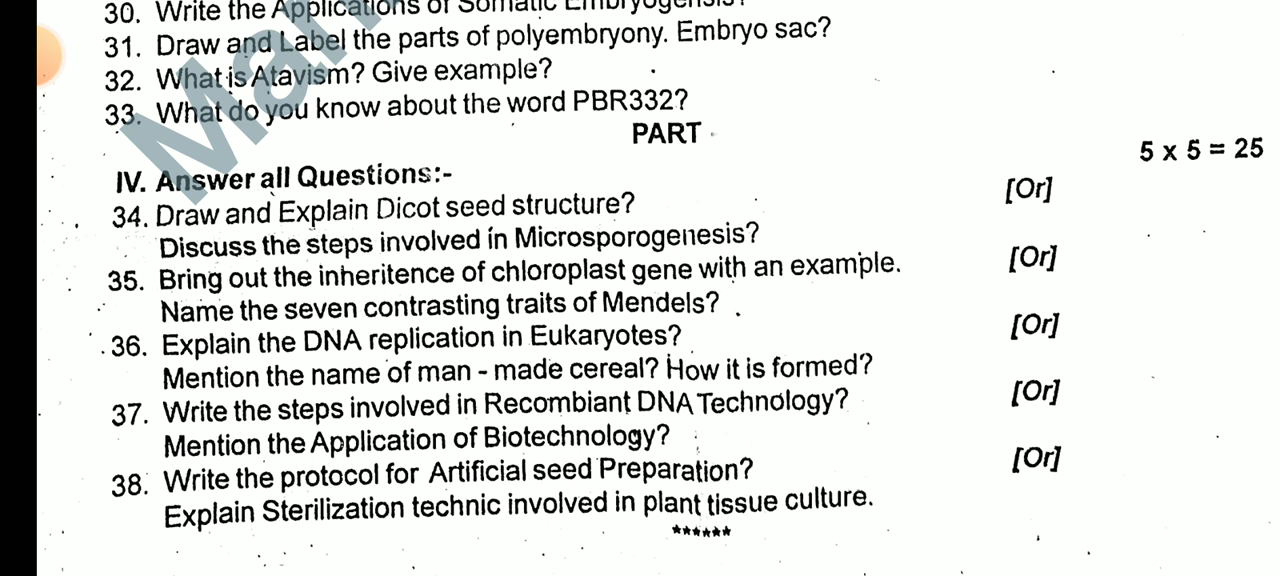 30. Write the Applications of Somatic Embryogensis?
31. Draw and Label the parts of polyembryony. Embryo sac?
32. What is Atavism? Give example?
33. What do you know about the word PBR332?
PART
5 x 5 = 25
IV. Answer all Questions:-
34. Draw and Explain Dicot seed structure? [Or]
Discuss the steps involved in Microsporogenesis?
35. Bring out the inheritence of chloroplast gene with an example. [Or]
Name the seven contrasting traits of Mendels?
36. Explain the DNA replication in Eukaryotes? [Or]
Mention the name of man - made cereal? How it is formed?
37. Write the steps involved in Recombiant DNA Technology? [Or]
Mention the Application of Biotechnology?
38. Write the protocol for Artificial seed Preparation? [Or]
Explain Sterilization technic involved in plant tissue culture.
******